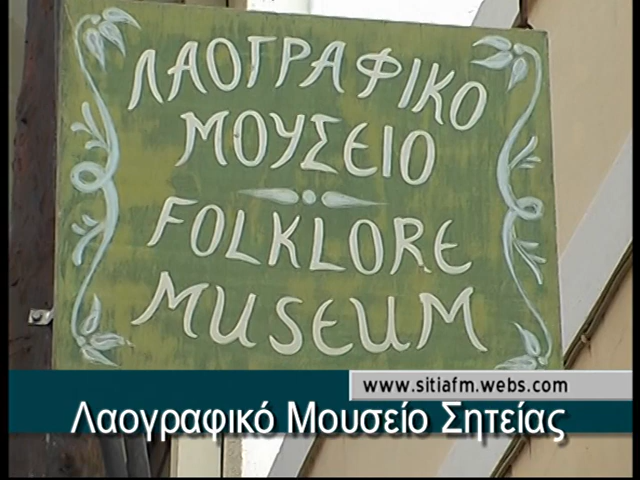 ΛΑΟΓΡΑΦΙΚΟ
ΜΟΥΣΕΙΟ
FOLKLORE
MUSEUM
www.sitiafm.webs.com
Λαογραφικό Μουσείο Σητείας